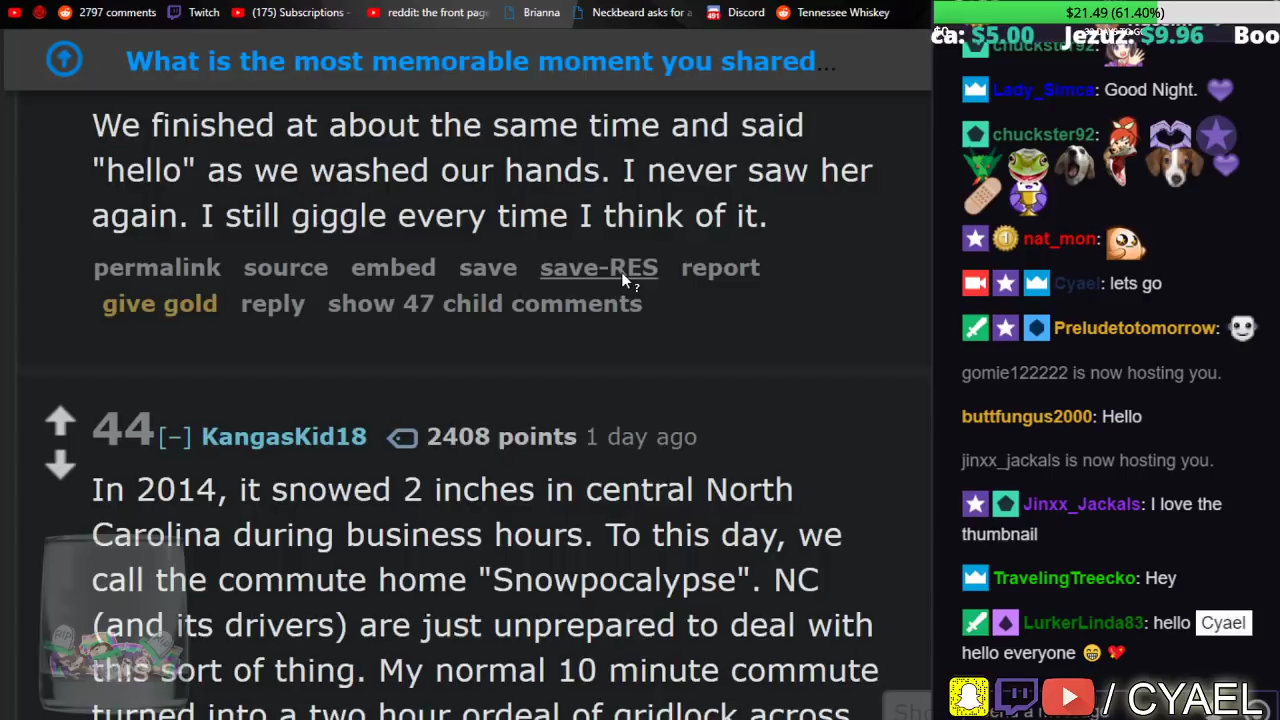 2797 comments
Twitch
(175) Subscriptions -
reddit: the front page
Brianna
Neckbeard asks for a
491
Discord
Tennessee Whiskey
$21.49 (61.40%)
ca: $5.00 Jezuz: $9.96 Boo
What is the most memorable moment you shared...
We finished at about the same time and said
"hello" as we washed our hands. I never saw her
again. I still giggle every time I think of it.
permalink source embed save save-RES report
give gold reply show 47 child comments
44 [–] KangasKid18 2408 points 1 day ago
In 2014, it snowed 2 inches in central North
Carolina during business hours. To this day, we
call the commute home "Snowpocalypse". NC
(and its drivers) are just unprepared to deal with
this sort of thing. My normal 10 minute commute
turned into a two hour ordeal of gridlock across
RIP
chuckster92:
Lady_Simca: Good Night.
chuckster92:
nat_mon:
Cyael: lets go
Preludetotomorrow:
gomie122222 is now hosting you.
buttfungus2000: Hello
jinxx_jackals is now hosting you.
Jinxx_Jackals: I love the
thumbnail
TravelingTreecko: Hey
LurkerLinda83: hello Cyael
hello everyone
/ CYAEL